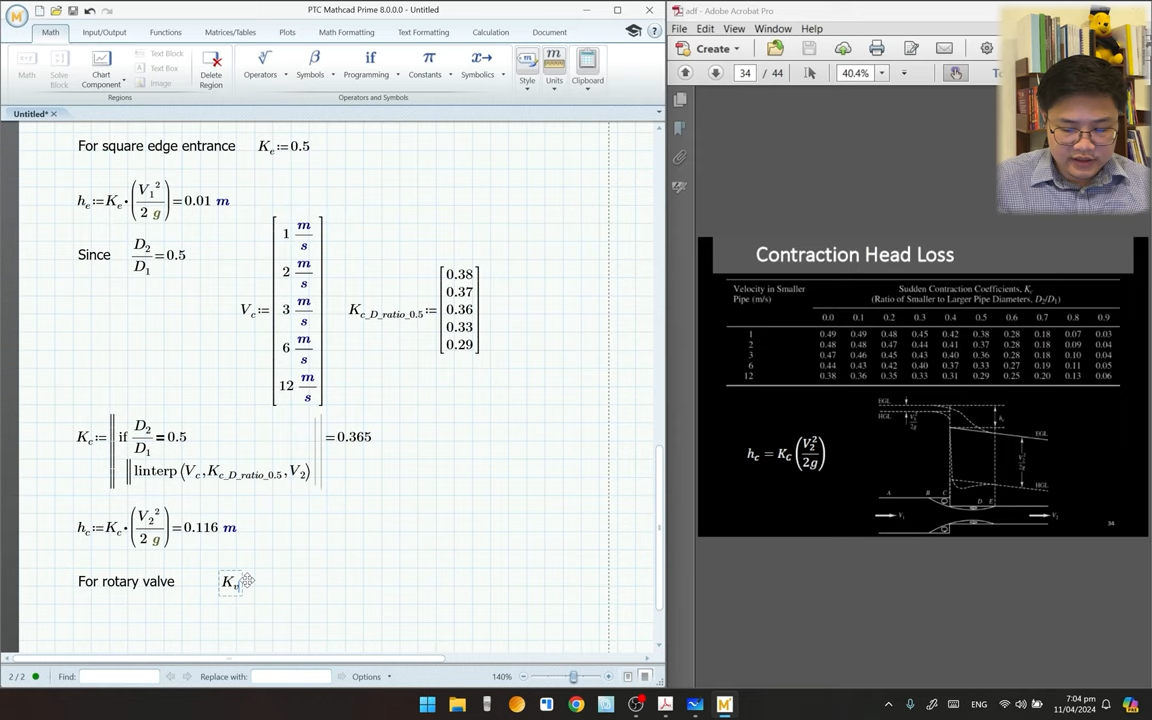 PTC Mathcad Prime 8.0.0.0 - Untitled
Math Input/Output Functions Matrices/Tables Plots Math Formatting Text Formatting Calculation Document
Math Solve Block Chart Component Text Block Text Box Image Delete Region Operators Symbols Programming Constants Symbolics Style Units Clipboard
Regions Operators and Symbols
Untitled*
For square edge entrance K_e:=0.5
h_e:=K_e•(V_1^2/2 g)=0.01 m
Since D_2/D_1=0.5
V_c:=[1 m/s
2 m/s
3 m/s
6 m/s
12 m/s]
K_c_D_ratio_0.5:=[0.38
0.37
0.36
0.33
0.29]
K_c:=‖if D_2/D_1=0.5
‖linterp(V_c,K_c_D_ratio_0.5,V_2) =0.365
h_c:=K_c•(V_2^2/2 g)=0.116 m
For rotary valve K_v
2 / 2 Find: Replace with: Options 140%
adf - Adobe Acrobat Pro
File Edit View Window Help
Create
34 / 44 40.4%
Contraction Head Loss
Velocity in Smaller Pipe (m/s)
Sudden Contraction Coefficients, K_c
(Ratio of Smaller to Larger Pipe Diameters, D_2/D_1)
0.0 0.1 0.2 0.3 0.4 0.5 0.6 0.7 0.8 0.9
1 0.49 0.49 0.48 0.45 0.42 0.38 0.28 0.18 0.07 0.03
2 0.48 0.48 0.47 0.44 0.41 0.37 0.28 0.18 0.09 0.04
3 0.47 0.46 0.45 0.43 0.40 0.36 0.28 0.18 0.10 0.04
6 0.44 0.43 0.42 0.40 0.37 0.33 0.27 0.19 0.11 0.05
12 0.38 0.36 0.35 0.33 0.31 0.29 0.25 0.20 0.13 0.06
h_c = K_C (V_2^2/2g)
EGL
HGL
EGL
HGL
A B C D E
V_1 V_2
34
ENG 7:04 pm
11/04/2024